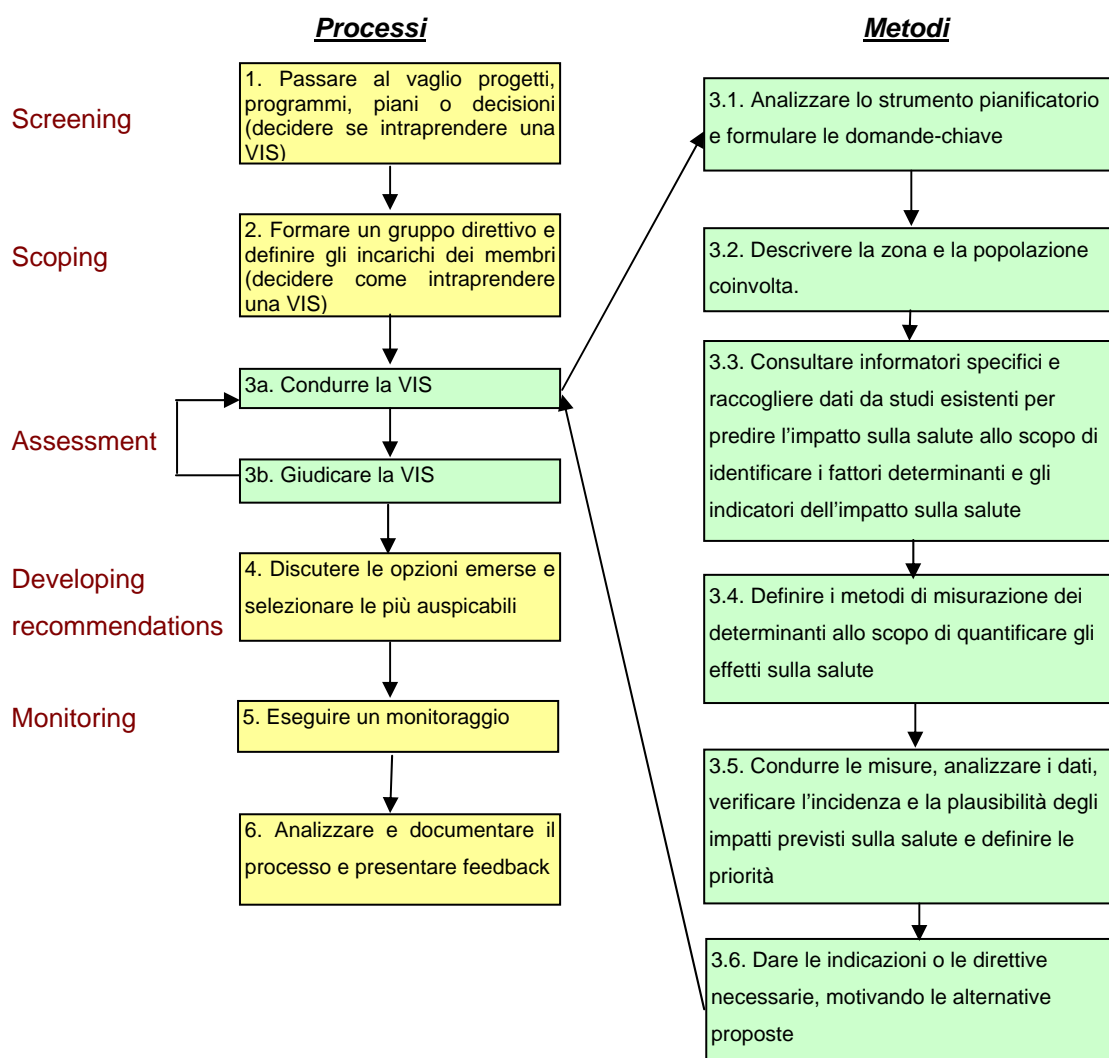 Processi
Metodi
Screening
1. Passare al vaglio progetti,
programmi, piani o decisioni
(decidere se intraprendere una
VIS)
Scoping
2. Formare un gruppo direttivo e
definire gli incarichi dei membri
(decidere come intraprendere
una VIS)
Assessment
3a. Condurre la VIS
3b. Giudicare la VIS
Developing
recommendations
4. Discutere le opzioni emerse e
selezionare le più auspicabili
Monitoring
5. Eseguire un monitoraggio
6. Analizzare e documentare il
processo e presentare feedback
3.1. Analizzare lo strumento pianificatorio
e formulare le domande-chiave
3.2. Descrivere la zona e la popolazione
coinvolta.
3.3. Consultare informatori specifici e
raccogliere dati da studi esistenti per
predire l'impatto sulla salute allo scopo di
identificare i fattori determinanti e gli
indicatori dell'impatto sulla salute
3.4. Definire i metodi di misurazione dei
determinanti allo scopo di quantificare gli
effetti sulla salute
3.5. Condurre le misure, analizzare i dati,
verificare l'incidenza e la plausibilità degli
impatti previsti sulla salute e definire le
priorità
3.6. Dare le indicazioni o le direttive
necessarie, motivando le alternative
proposte